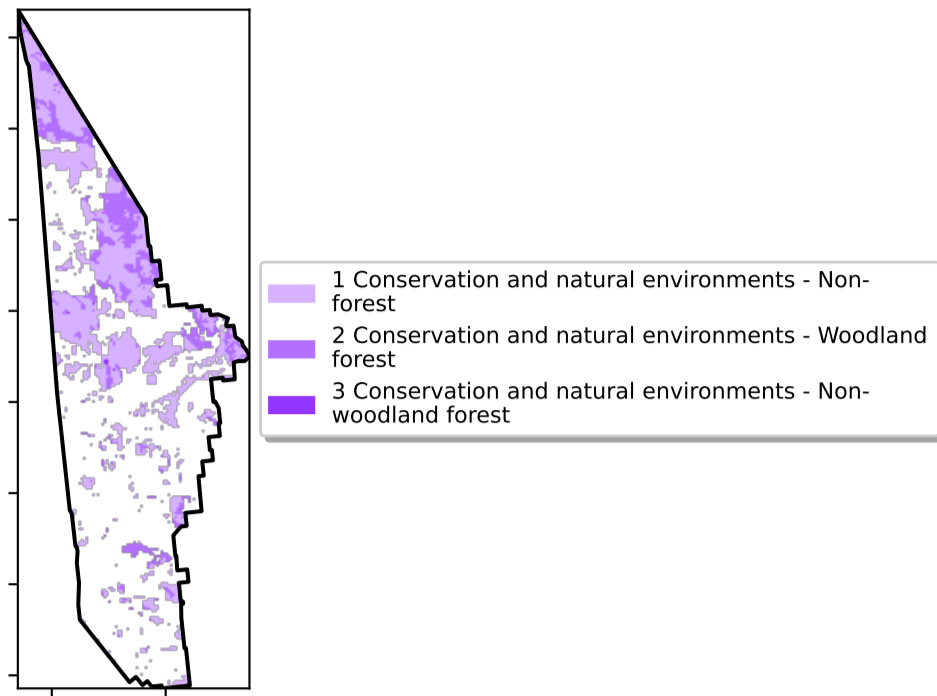 1 Conservation and natural environments - Non-
forest
2 Conservation and natural environments - Woodland
forest
3 Conservation and natural environments - Non-
woodland forest